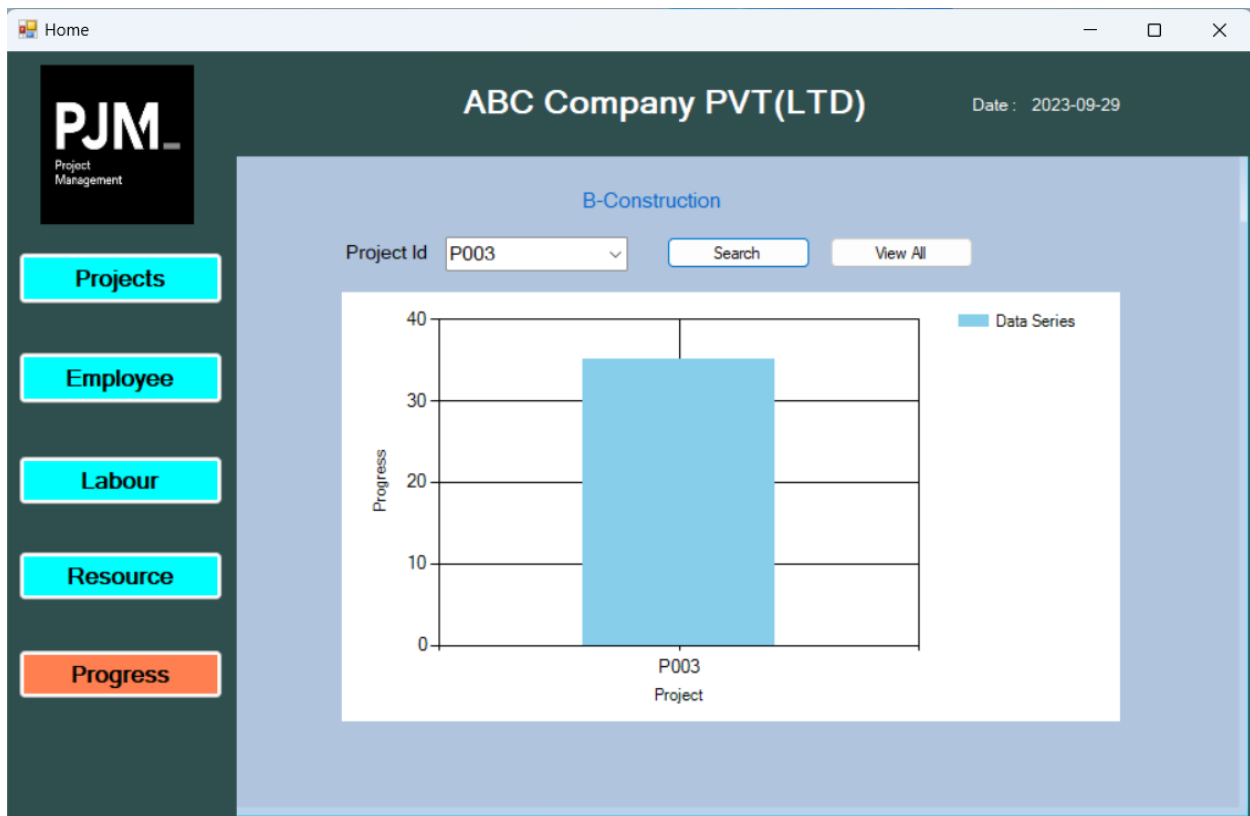 Home
PJM_
Project
Management
ABC Company PVT(LTD)
Date : 2023-09-29
B-Construction
Project Id P003 Search View All
Projects
Employee
Labour
Resource
Progress
40
30
20
10
0
Progress
P003
Project
Data Series